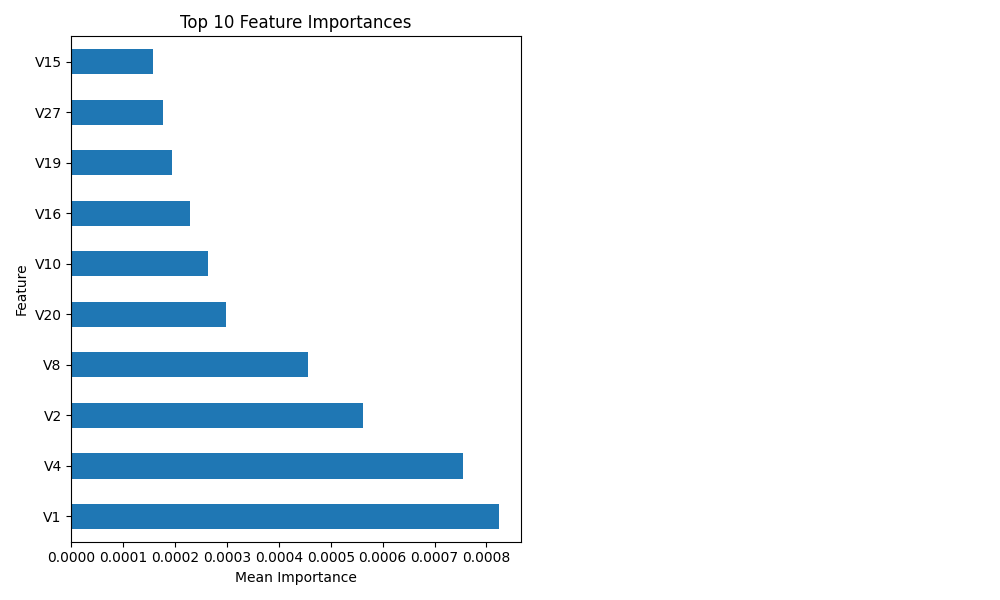 Top 10 Feature Importances
V15
V27
V19
V16
V10
V20
V8
V2
V4
V1
Feature
0.0000 0.0001 0.0002 0.0003 0.0004 0.0005 0.0006 0.0007 0.0008
Mean Importance